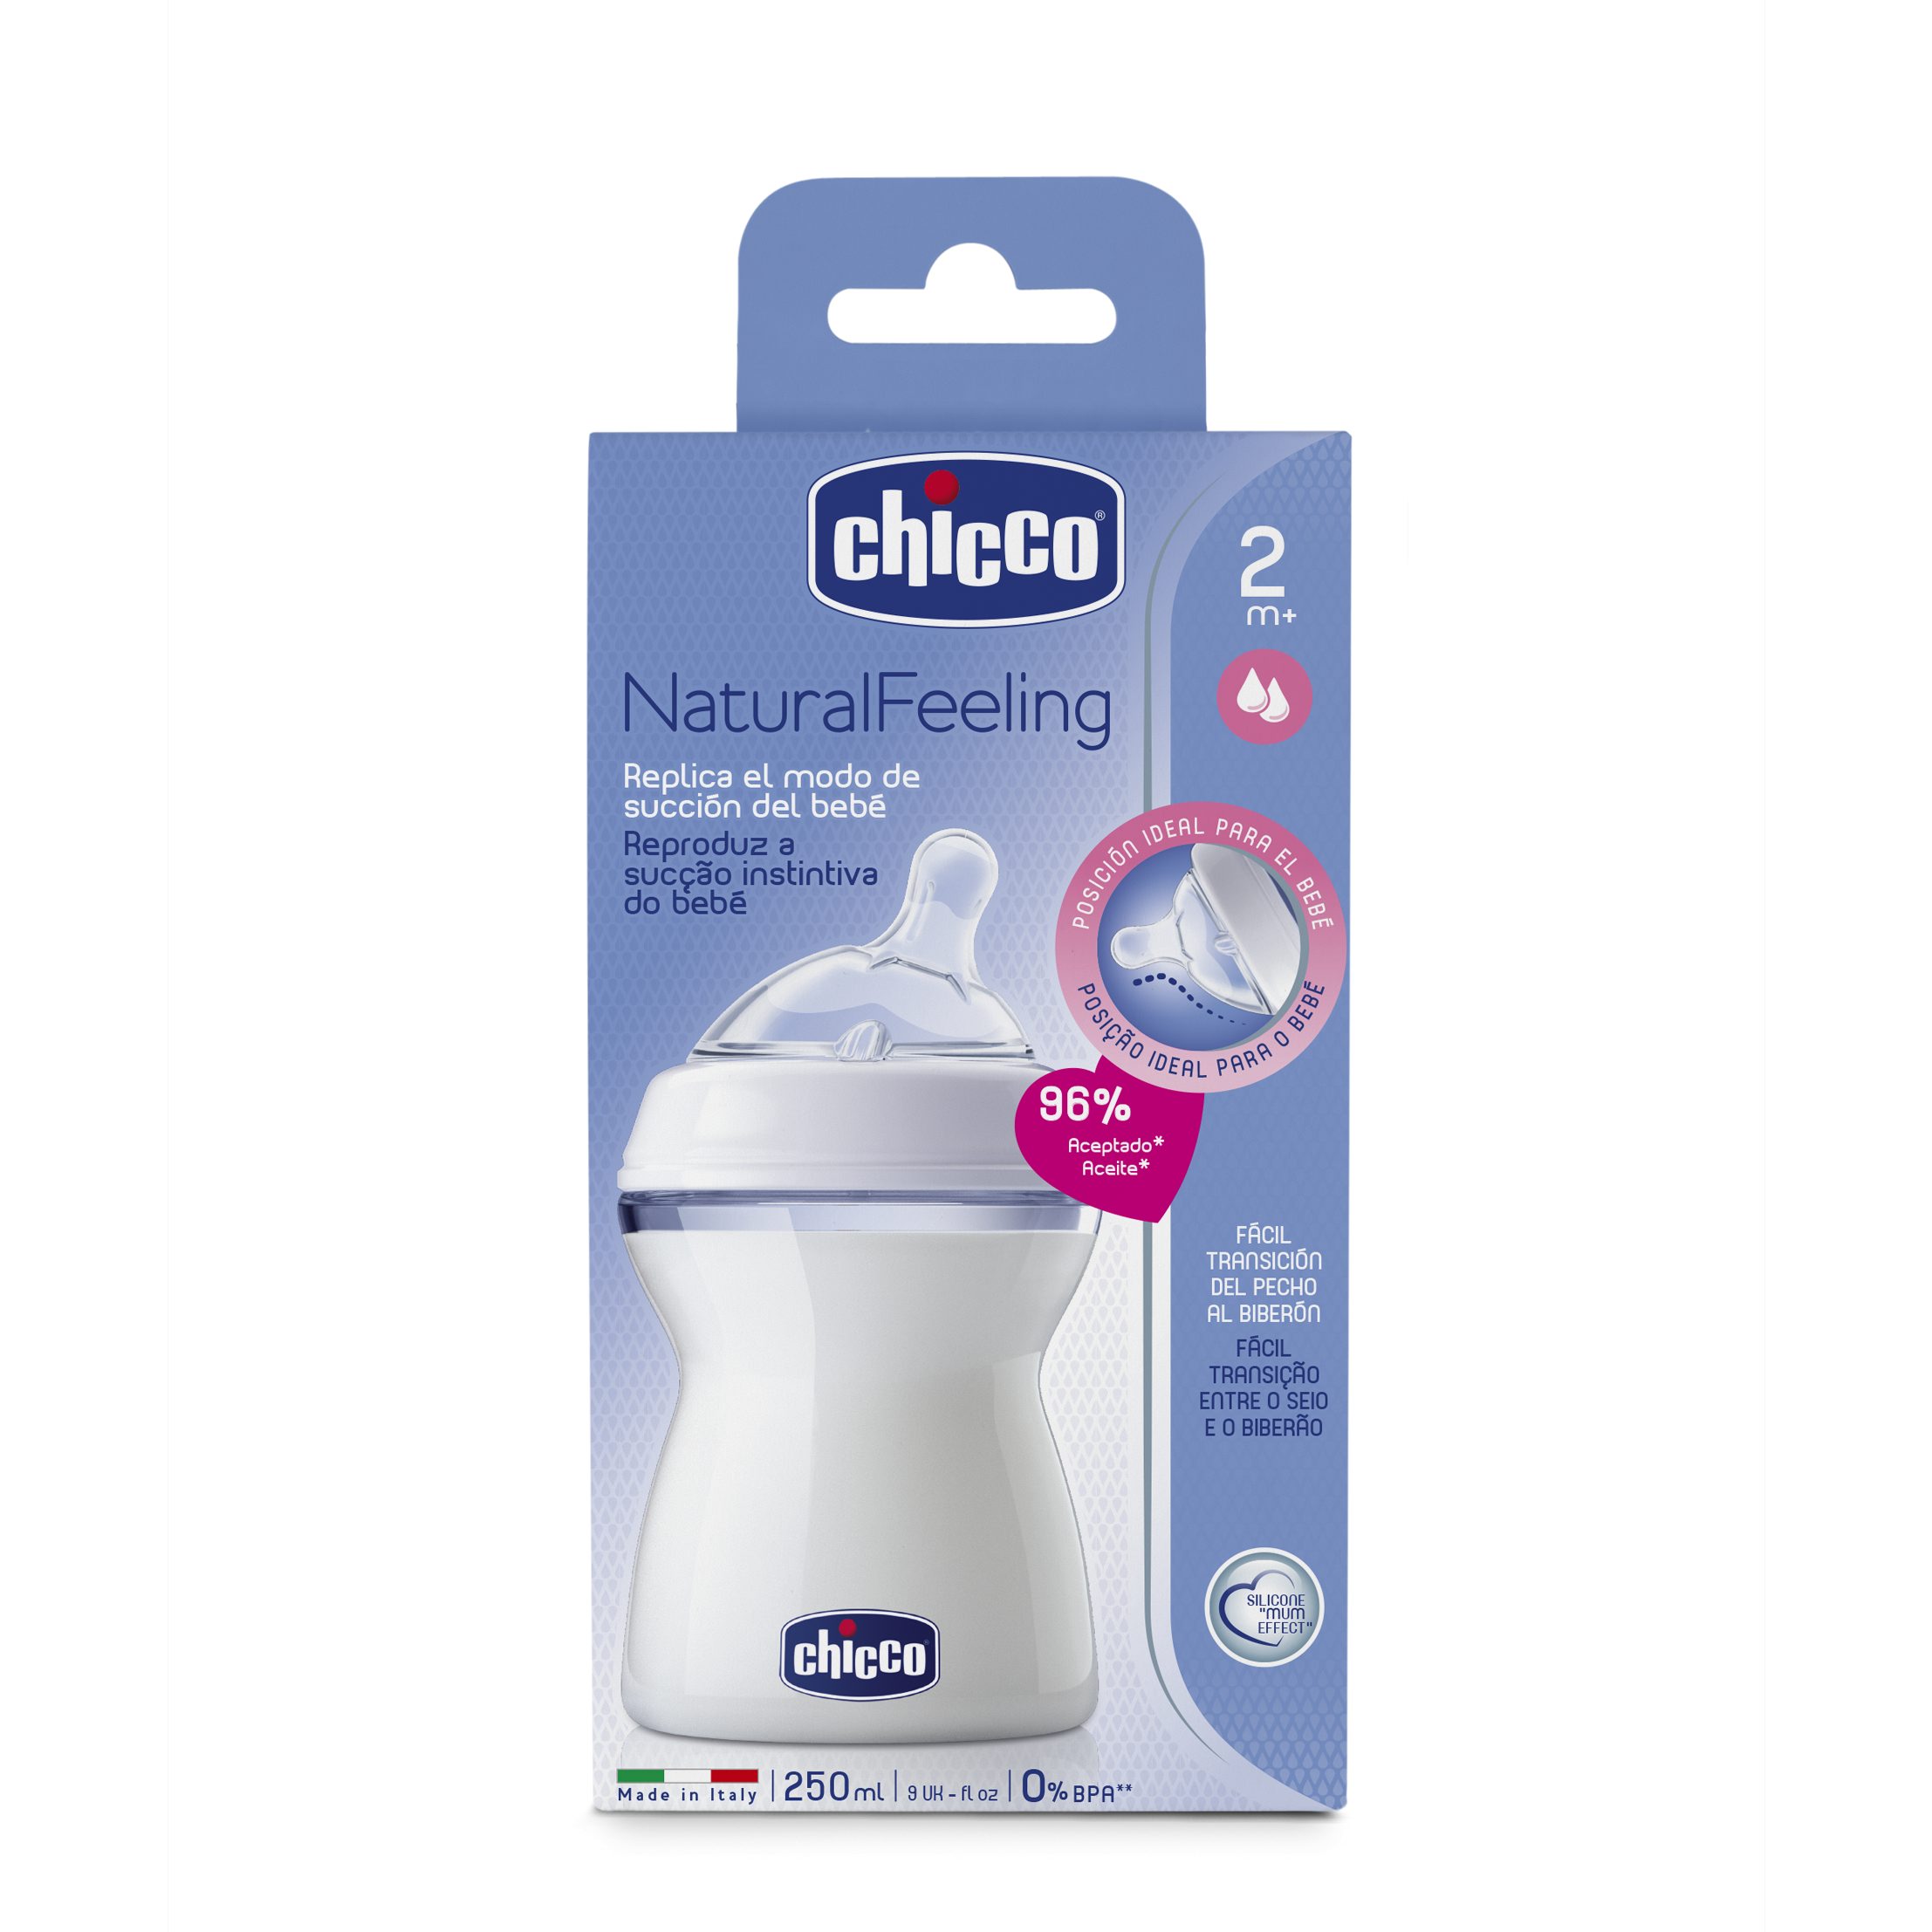 chicco®
2
m+
NaturalFeeling
Replica el modo de
succión del bebé
Reproduz a
sucção instintiva
do bebé
POSICIÓN IDEAL PARA EL BEBÉ
POSIÇÃO IDEAL PARA O BEBÉ
96%
Aceptado*
Aceite*
FÁCIL
TRANSICIÓN
DEL PECHO
AL BIBERÓN
FÁCIL
TRANSIÇÃO
ENTRE O SEIO
E O BIBERÃO
SILICONE
"MUM
EFFECT"
chicco
Made in Italy | 250 ml | 9 UK - fl oz | 0% BPA**